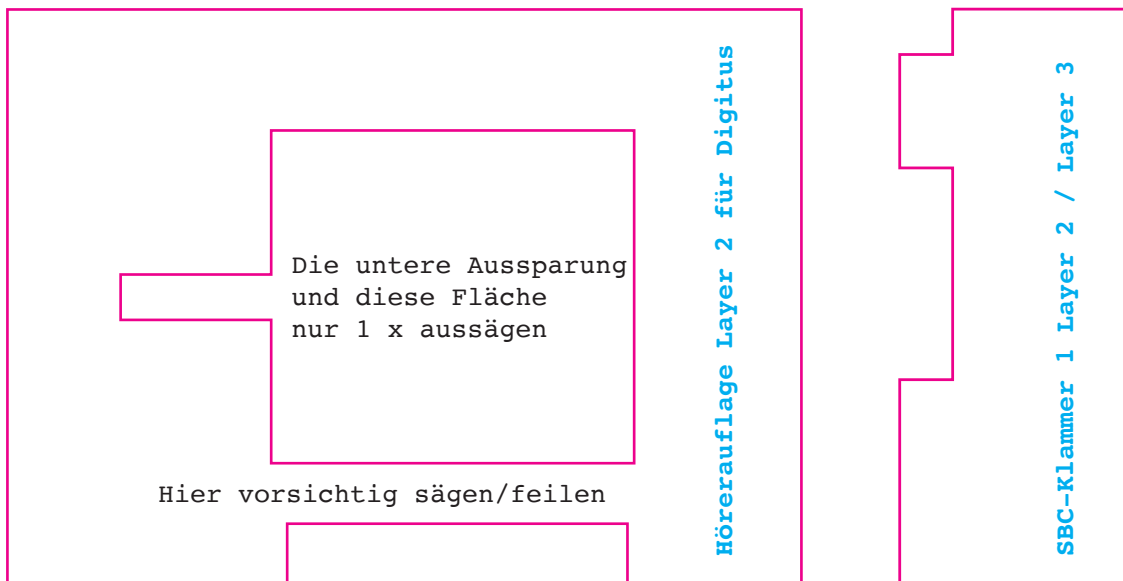 Die untere Aussparung
und diese Fläche
nur 1 x aussägen
Hier vorsichtig sägen/feilen
Hörerauflage Layer 2 für Digitus
SBC-Klammer 1 Layer 2 / Layer 3